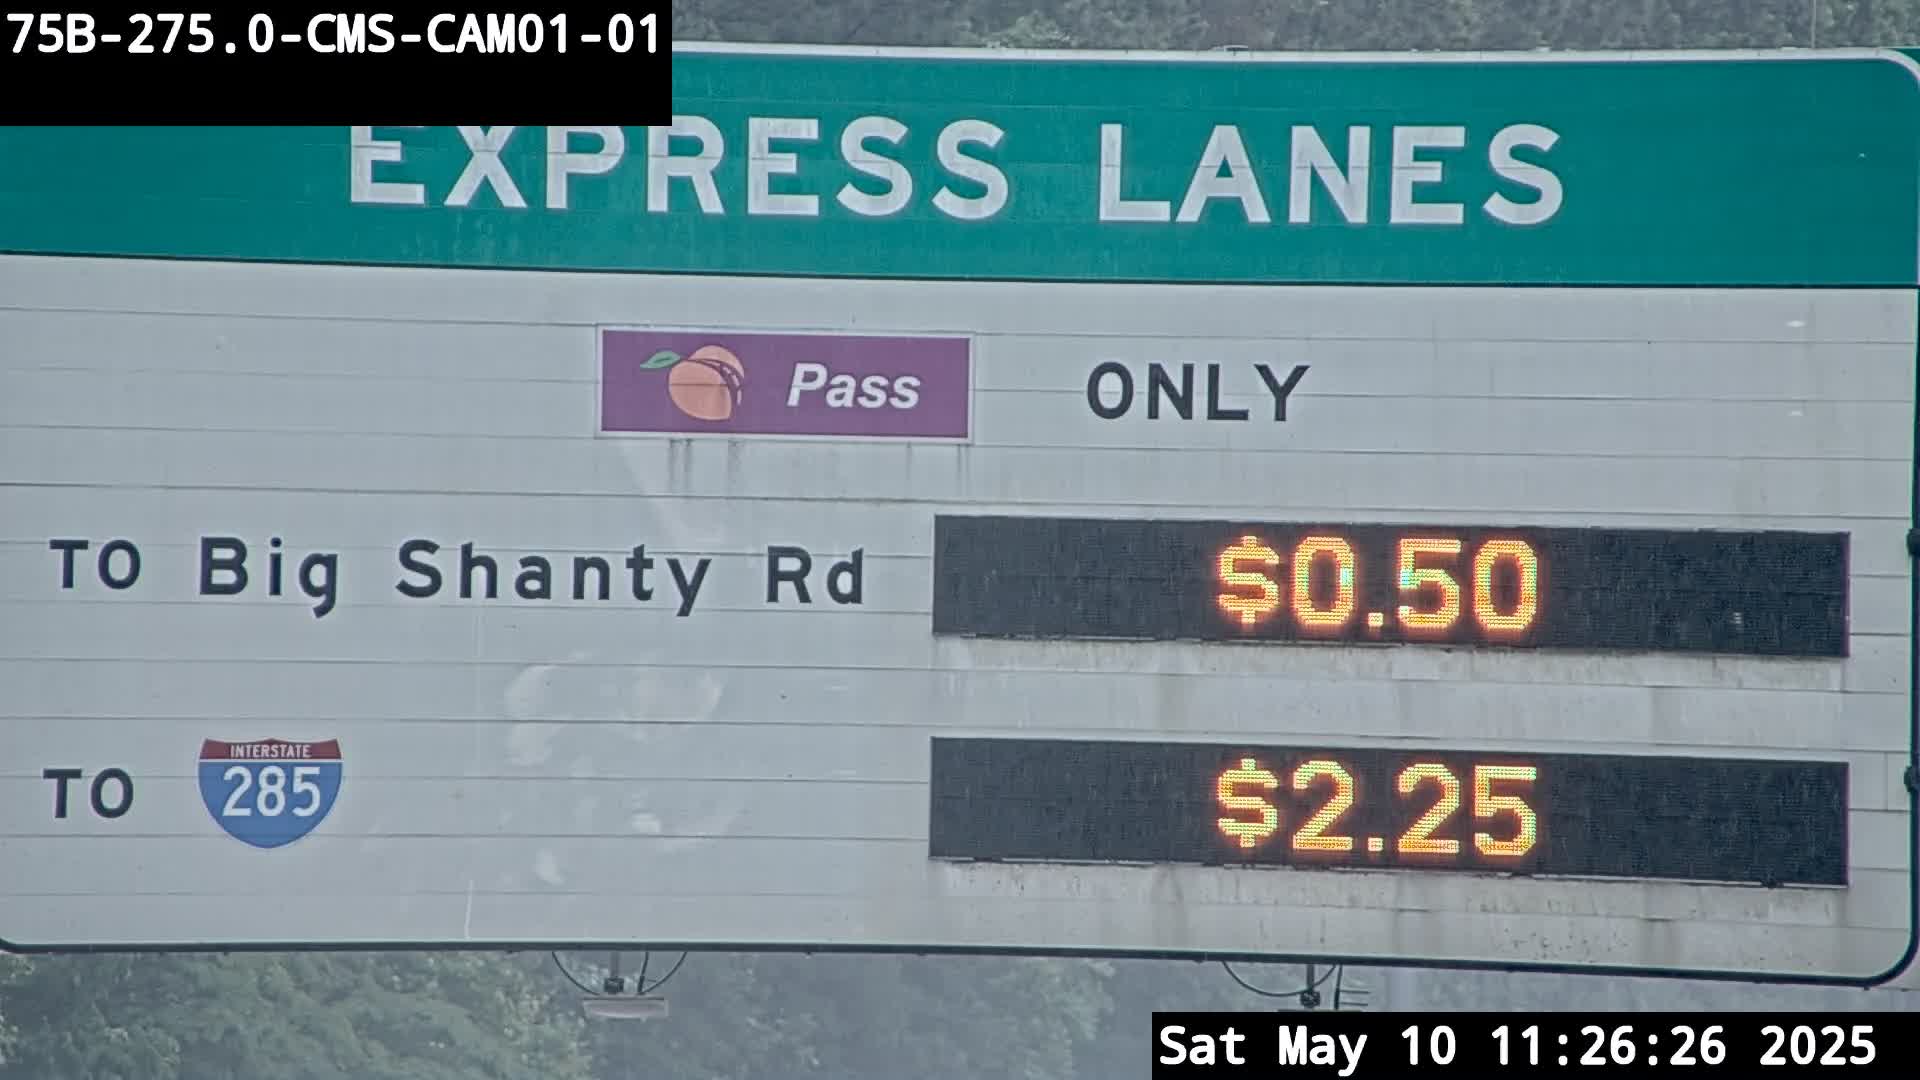 75B-275.0-CMS-CAM01-01
EXPRESS LANES
Pass ONLY
TO Big Shanty Rd $0.50
INTERSTATE
TO 285 $2.25
Sat May 10 11:26:26 2025